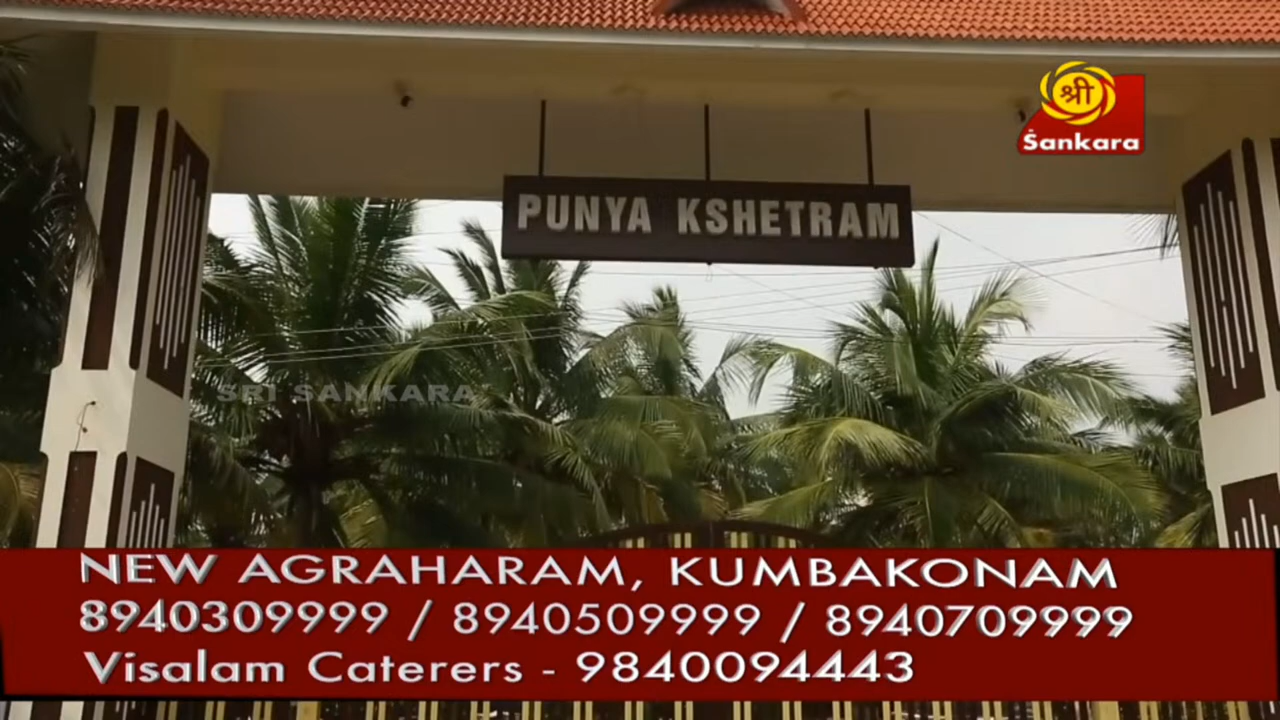 श्री
Śankara
PUNYA KSHETRAM
SRI SANKARA
NEW AGRAHARAM, KUMBAKONAM
8940309999 / 8940509999 / 8940709999
Visalam Caterers - 9840094443